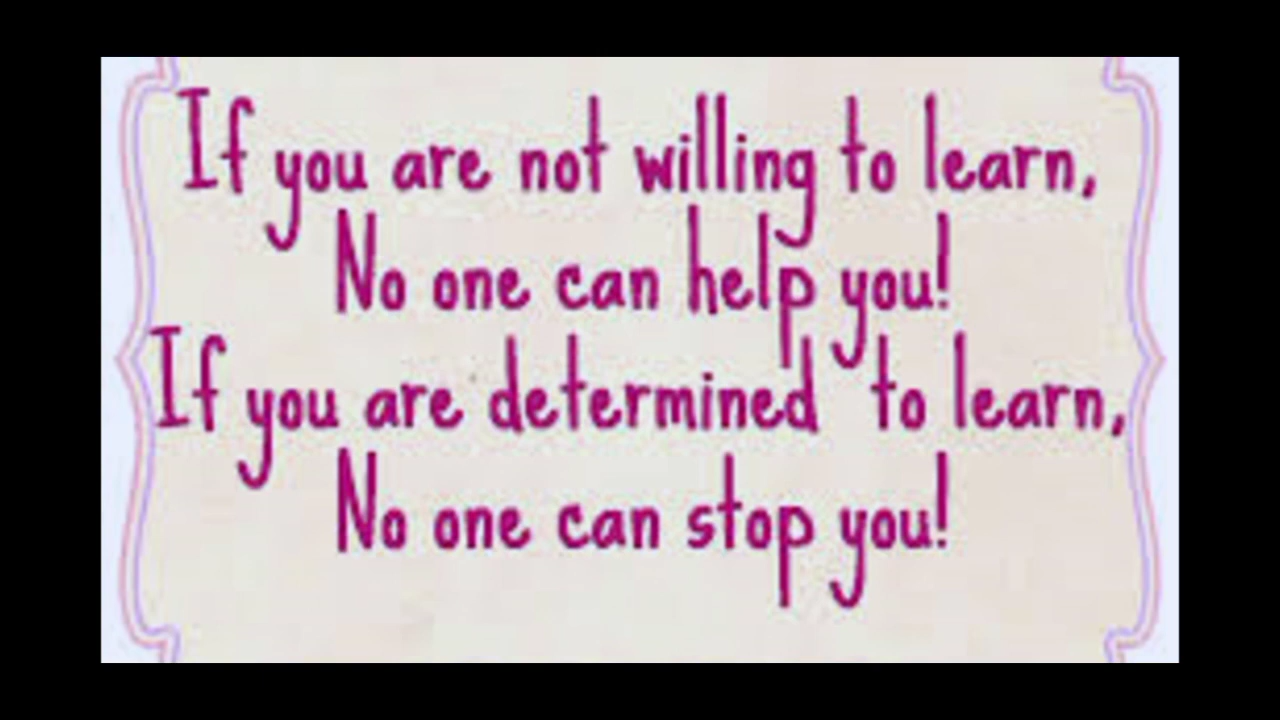 If you are not willing to learn,
No one can help you!
If you are determined to learn,
No one can stop you!